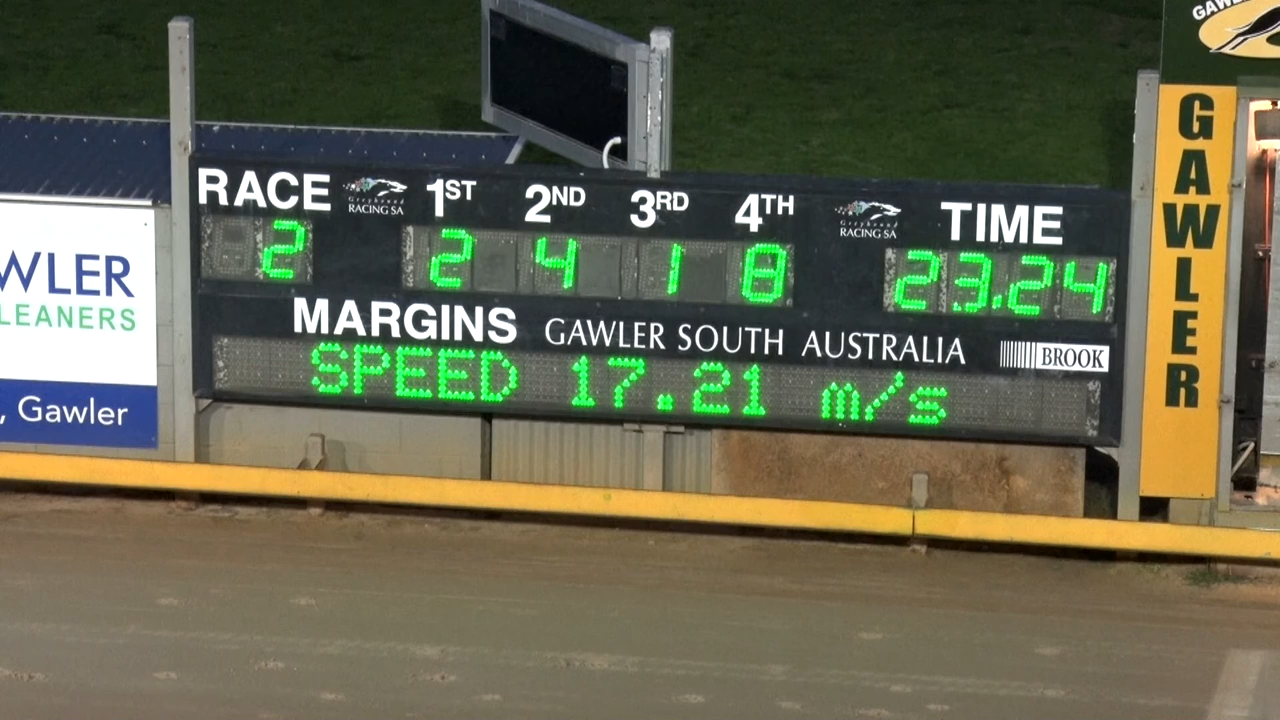 GAWL
RACE
Greyhound
RACING SA
1ST
2ND
3RD
4TH
Greyhound
RACING SA
TIME
2
2
4
1
8
23.24
MARGINS
GAWLER SOUTH AUSTRALIA
BROOK
SPEED 17.21 m/s
WLER
LEANERS
, Gawler
GAWLER